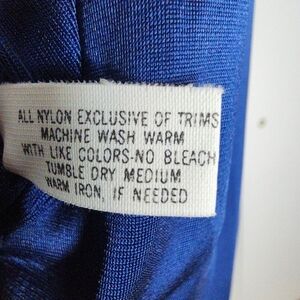 ALL NYLON EXCLUSIVE OF TRIMS
MACHINE WASH WARM
WITH LIKE COLORS-NO BLEACH
TUMBLE DRY MEDIUM
WARM IRON, IF NEEDED